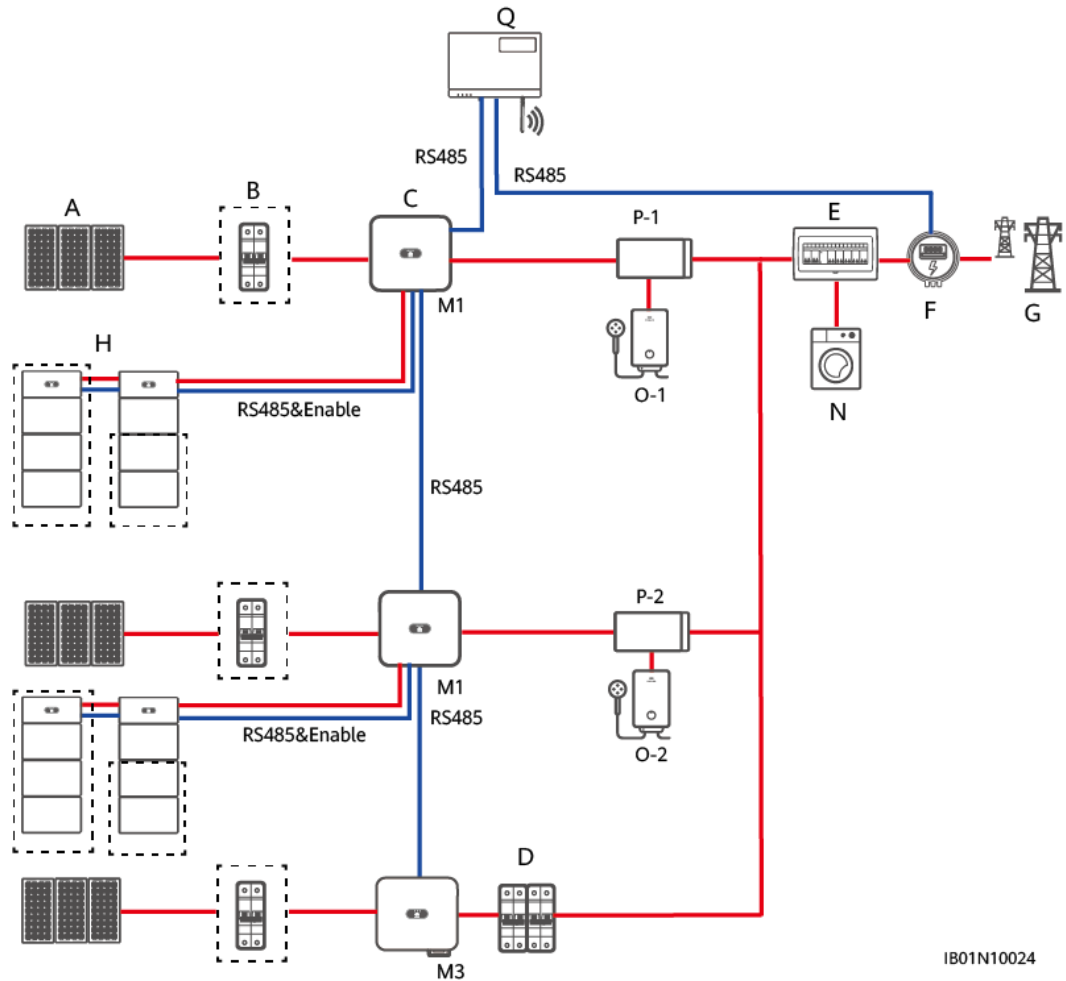 Q
RS485
RS485
A
B
C
P-1
E
M1
O-1
N
F
G
H
RS485&Enable
RS485
P-2
M1
RS485
O-2
RS485&Enable
D
M3
IB01N10024